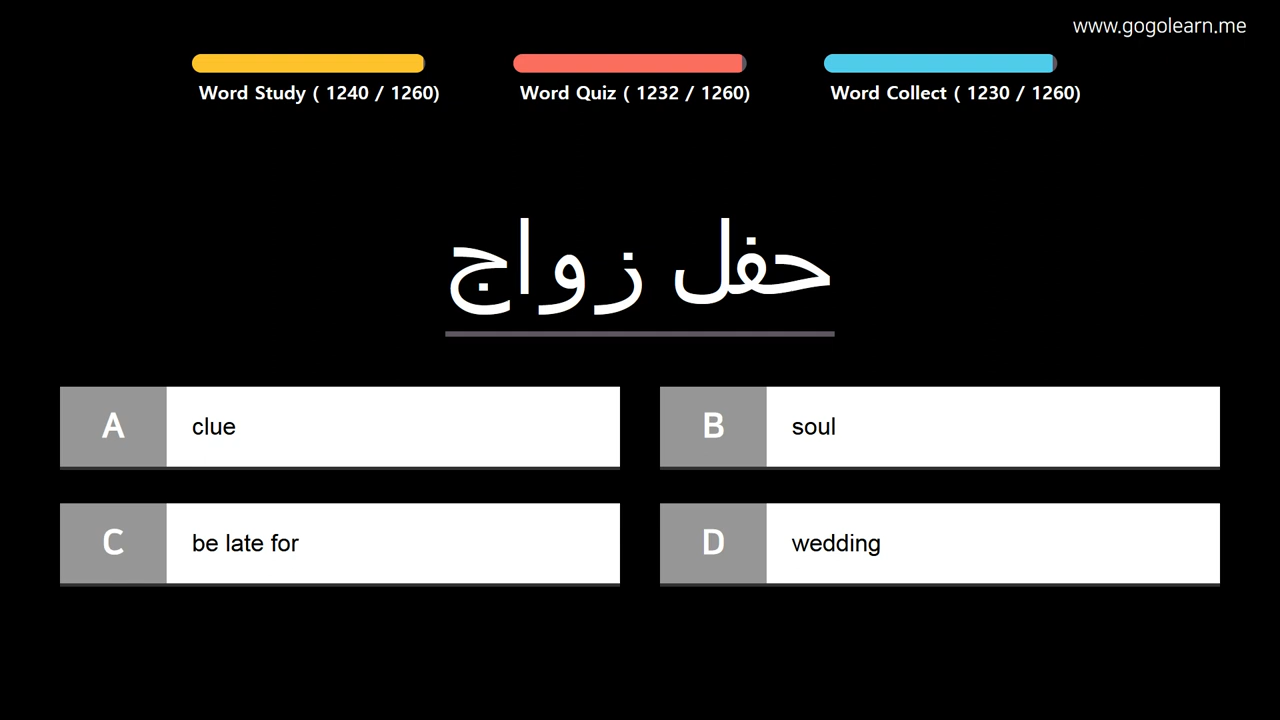 www.gogolearn.me
Word Study ( 1240 / 1260)
Word Quiz ( 1232 / 1260)
Word Collect ( 1230 / 1260)
حفل زواج
A
clue
B
soul
C
be late for
D
wedding